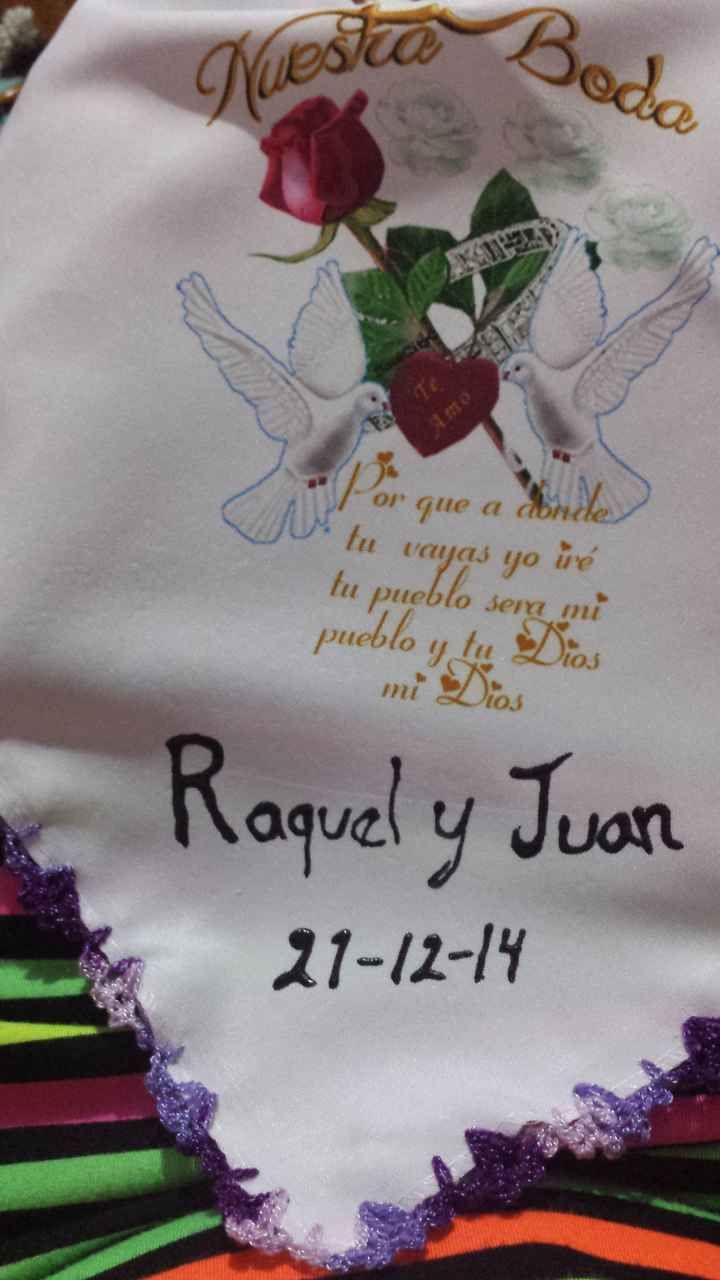 Nuestra Boda
Te
Amo
Por que a donde
tu vayas yo iré
tu pueblo sera mi
pueblo y tu Dios
mi Dios
Raquel y Juan
21-12-14